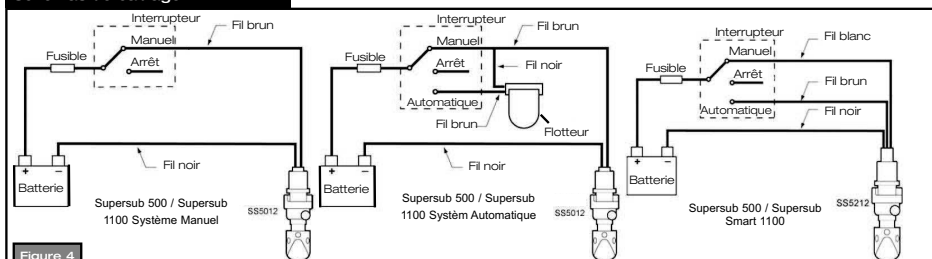 Interrupteur
Fil brun
Manuel
Fusible
Arrêt
+ −
Batterie
Fil noir
Supersub 500 / Supersub
1100 Système Manuel
SS5012
Figure 4
Interrupteur
Fil brun
Manuel
Fusible
Arrêt
Fil noir
Automatique
Fil brun
Flotteur
+ −
Batterie
Fil noir
Supersub 500 / Supersub
1100 Systèm Automatique
SS5012
Interrupteur
Fil blanc
Manuel
Fusible
Arrêt
Fil brun
Automatique
Fil noir
+ −
Batterie
Supersub 500 / Supersub
Smart 1100
SS5212